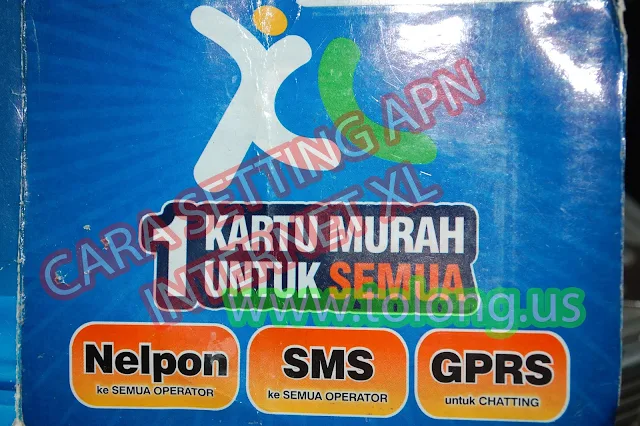 XL
CARA SETTING APN
INTERNET XL
1 KARTU MURAH
UNTUK SEMUA
www.tolong.us
Nelpon
ke SEMUA OPERATOR
SMS
ke SEMUA OPERATOR
GPRS
untuk CHATTING